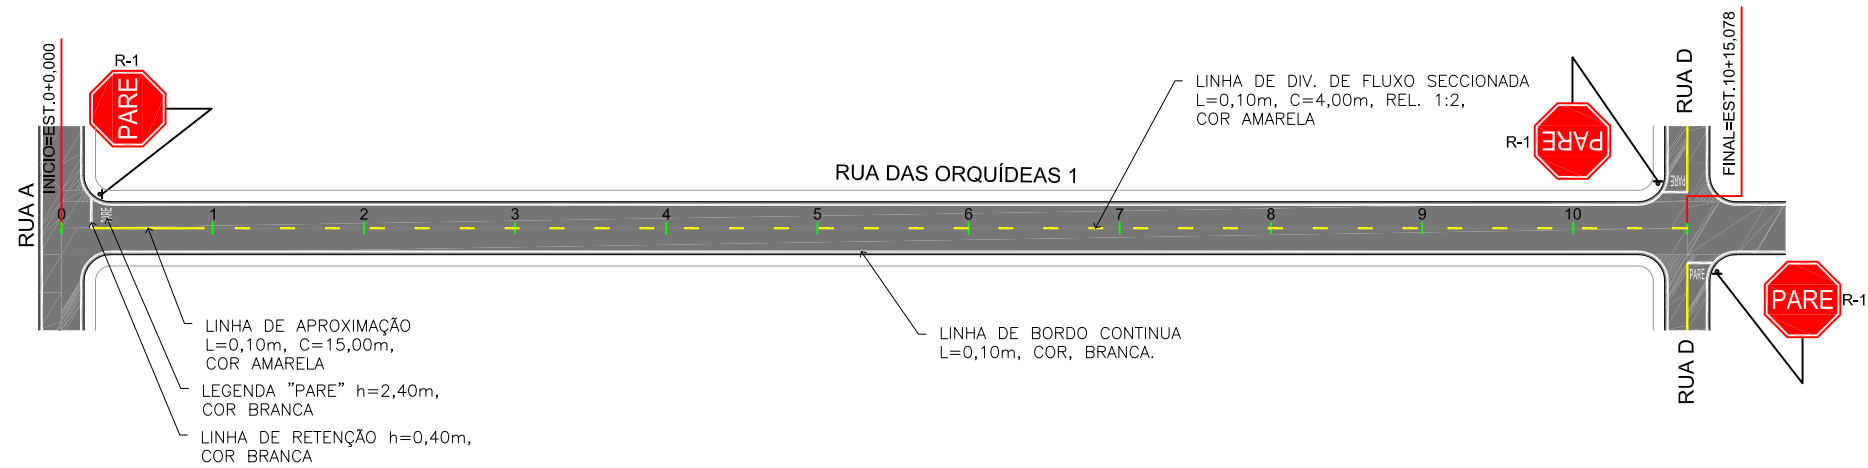 INICIO=EST.0+0,000
R-1
PARE
RUA A
PARE
RUA DAS ORQUÍDEAS 1
LINHA DE DIV. DE FLUXO SECCIONADA
L=0,10m, C=4,00m, REL. 1:2,
COR AMARELA
R-1
PARE
RUA D
FINAL=EST.10+15,078
PARE
0
1
2
3
4
5
6
7
8
9
10
LINHA DE APROXIMAÇÃO
L=0,10m, C=15,00m,
COR AMARELA
LEGENDA "PARE" h=2,40m,
COR BRANCA
LINHA DE RETENÇÃO h=0,40m,
COR BRANCA
LINHA DE BORDO CONTINUA
L=0,10m, COR, BRANCA.
PARE
PARE
R-1
RUA D